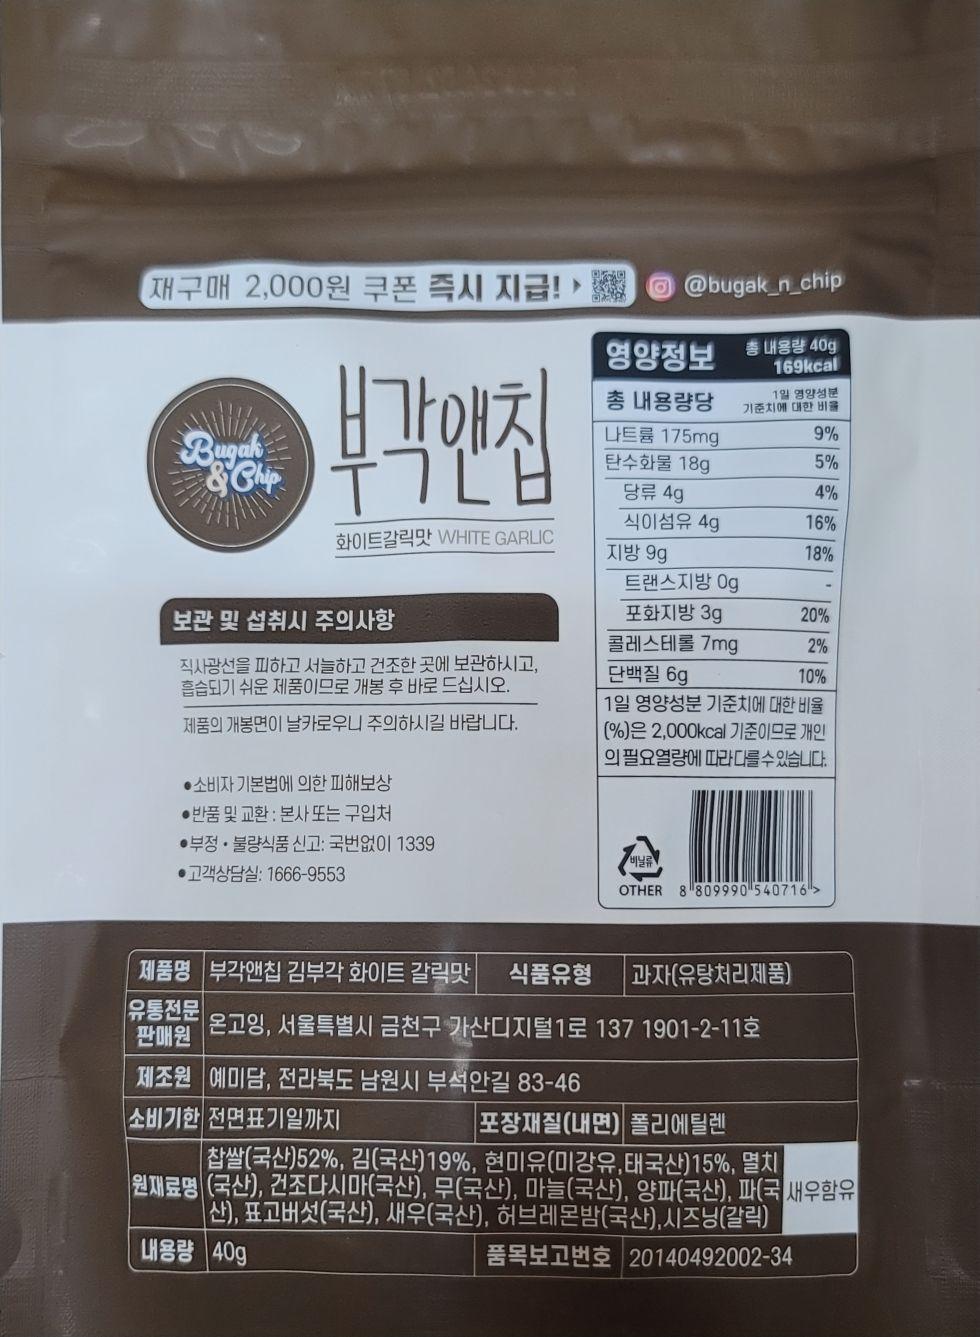 재구매 2,000원 쿠폰 즉시 지급!
@bugak_n_chip
Bugak
& Chip
부각앤칩
화이트갈릭맛 WHITE GARLIC
보관 및 섭취시 주의사항
직사광선을 피하고 서늘하고 건조한 곳에 보관하시고,
흡습되기 쉬운 제품이므로 개봉 후 바로 드십시오.
제품의 개봉면이 날카로우니 주의하시길 바랍니다.
•소비자 기본법에 의한 피해보상
•반품 및 교환 : 본사 또는 구입처
•부정・불량식품 신고: 국번없이 1339
•고객상담실: 1666-9553
영양정보 총 내용량 40g
169kcal
총 내용량당 1일 영양성분
기준치에 대한 비율
나트륨 175mg 9%
탄수화물 18g 5%
당류 4g 4%
식이섬유 4g 16%
지방 9g 18%
트랜스지방 0g -
포화지방 3g 20%
콜레스테롤 7mg 2%
단백질 6g 10%
1일 영양성분 기준치에 대한 비율
(%)은 2,000kcal 기준이므로 개인
의 필요열량에 따라 다를 수 있습니다.
비닐류
OTHER
8 809990 540716 >
제품명 부각앤칩 김부각 화이트 갈릭맛 식품유형 과자(유탕처리제품)
유통전문
판매원 온고잉, 서울특별시 금천구 가산디지털1로 137 1901-2-11호
제조원 예미담, 전라북도 남원시 부석안길 83-46
소비기한 전면표기일까지 포장재질(내면) 폴리에틸렌
원재료명 찹쌀(국산)52%, 김(국산)19%, 현미유(미강유,태국산)15%, 멸치
(국산), 건조다시마(국산), 무(국산), 마늘(국산), 양파(국산), 파(국
산), 표고버섯(국산), 새우(국산), 허브레몬밤(국산),시즈닝(갈릭)
새우함유
내용량 40g 품목보고번호 20140492002-34